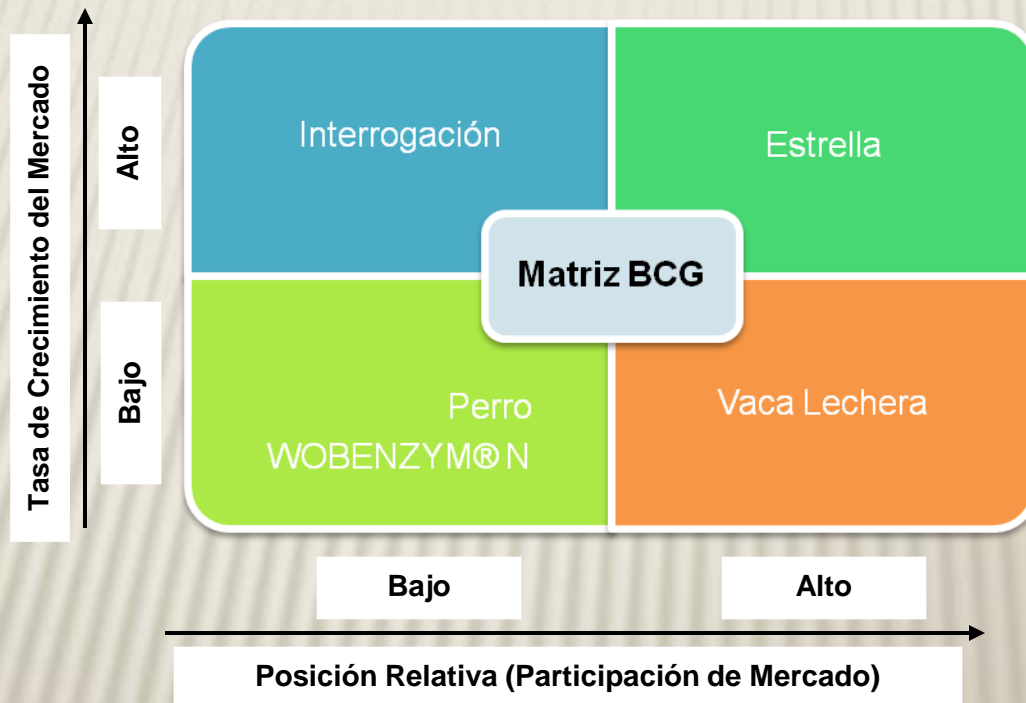 Tasa de Crecimiento del Mercado
Alto
Bajo
Interrogación
Estrella
Matriz BCG
Perro
WOBENZYM® N
Vaca Lechera
Bajo
Alto
Posición Relativa (Participación de Mercado)